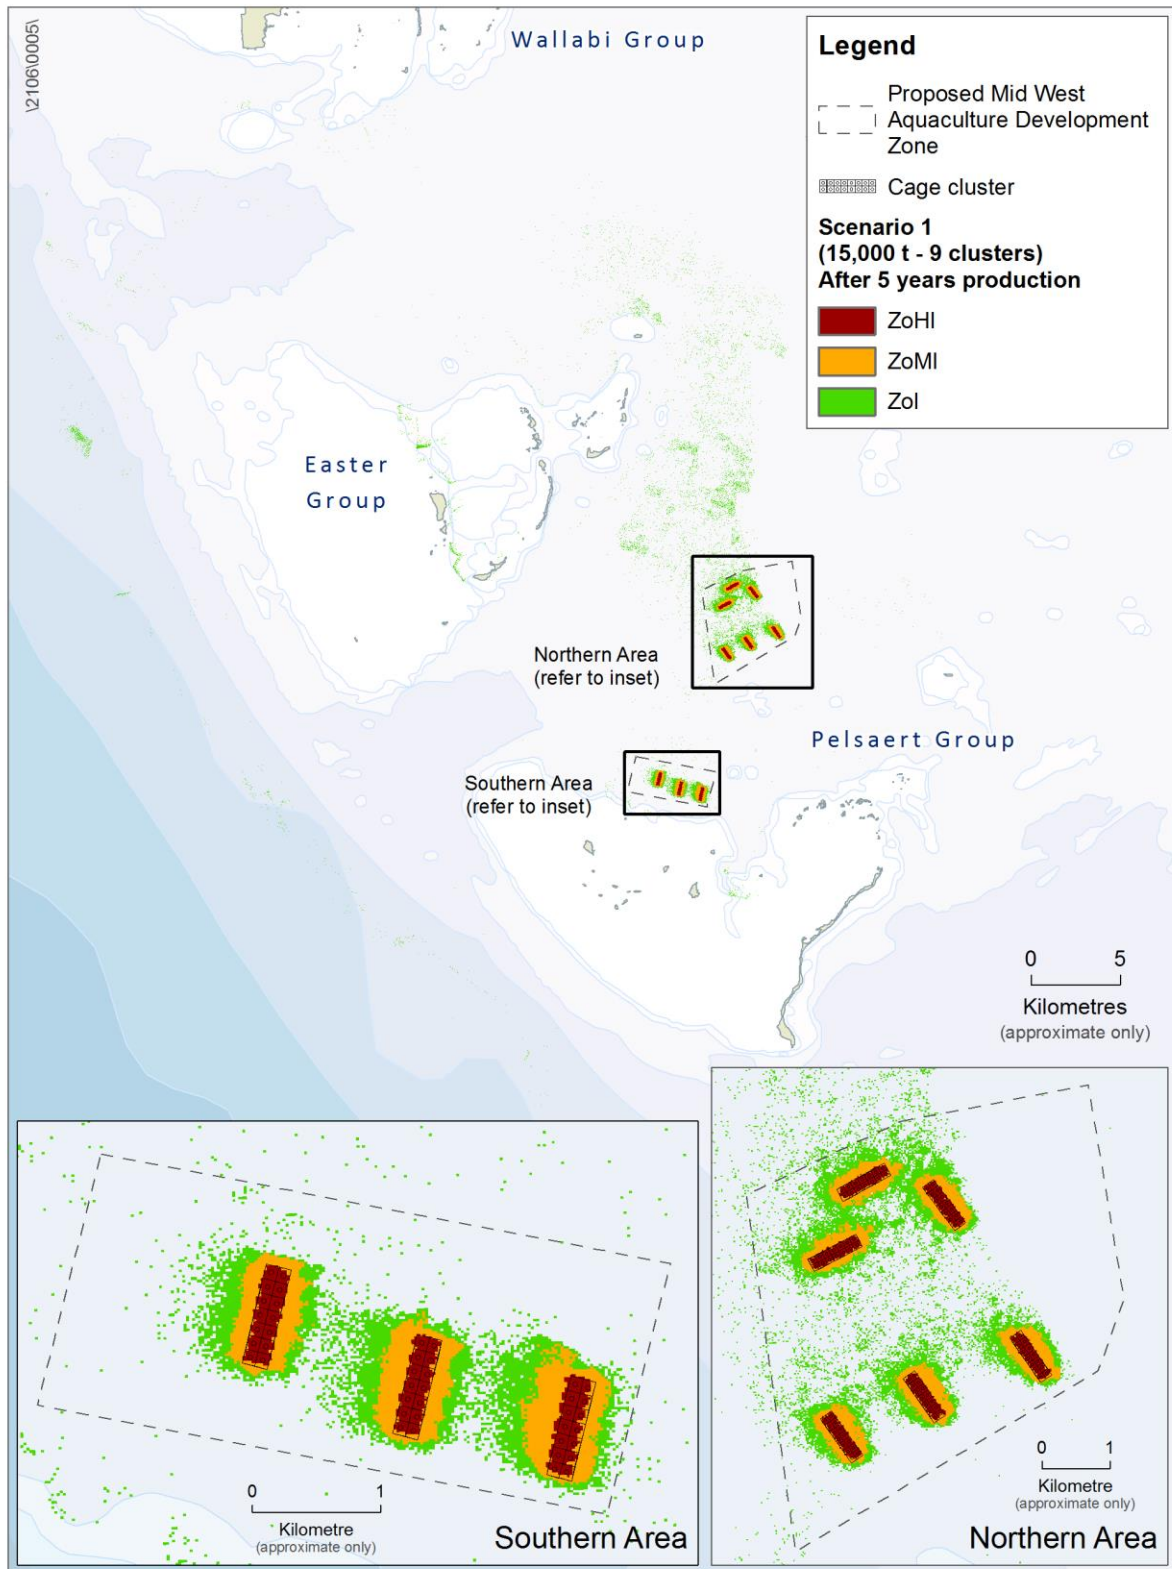 \2106\0005\
Wallabi Group
Legend
Proposed Mid West
Aquaculture Development
Zone
Cage cluster
Scenario 1
(15,000 t - 9 clusters)
After 5 years production
ZoHI
ZoMI
ZoI
Easter
Group
Northern Area
(refer to inset)
Pelsaert Group
Southern Area
(refer to inset)
0 5
Kilometres
(approximate only)
0 1
Kilometre
(approximate only)
Southern Area
0 1
Kilometre
(approximate only)
Northern Area